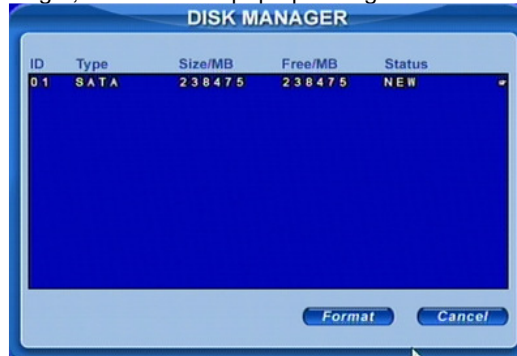 DISK MANAGER
ID Type Size/MB Free/MB Status
01 SATA 238475 238475 NEW
Format Cancel